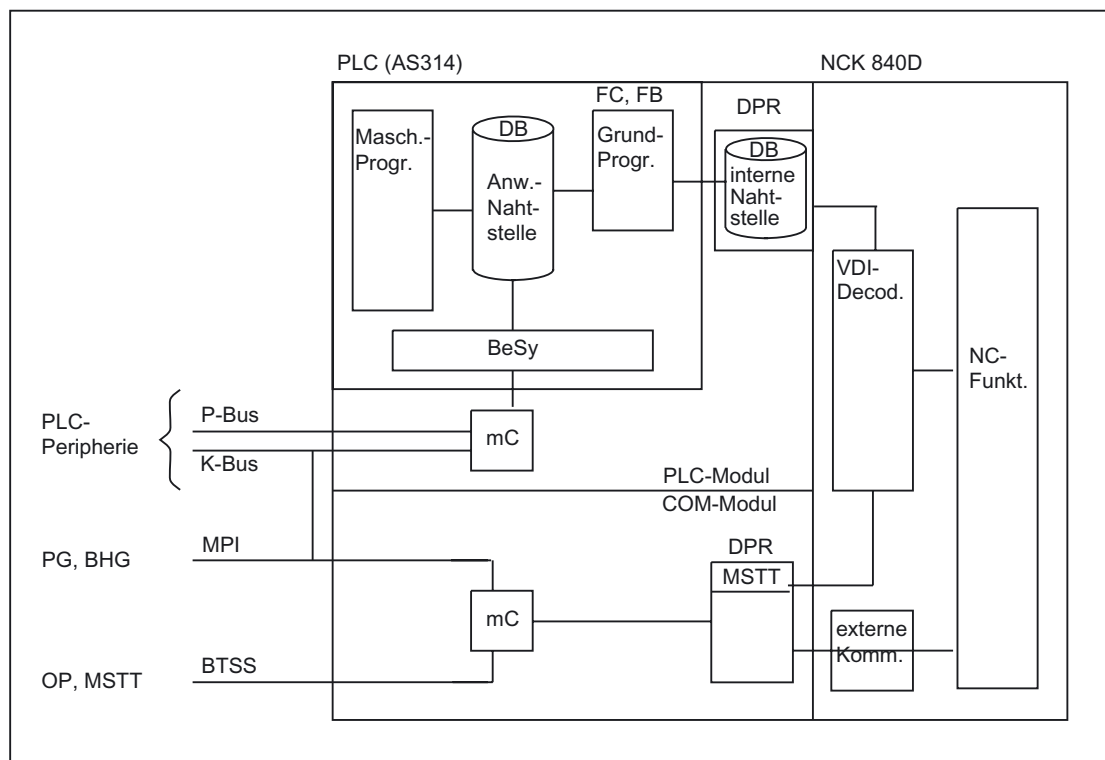 PLC (AS314)
NCK 840D
FC, FB
DPR
Masch.-
Progr.
DB
Anw.-
Naht-
stelle
Grund-
Progr.
DB
interne
Naht-
stelle
VDI-
Decod.
BeSy
NC-
Funkt.
PLC-
Peripherie
P-Bus
K-Bus
mC
PLC-Modul
COM-Modul
PG, BHG
MPI
DPR
MSTT
mC
externe
Komm.
OP, MSTT
BTSS